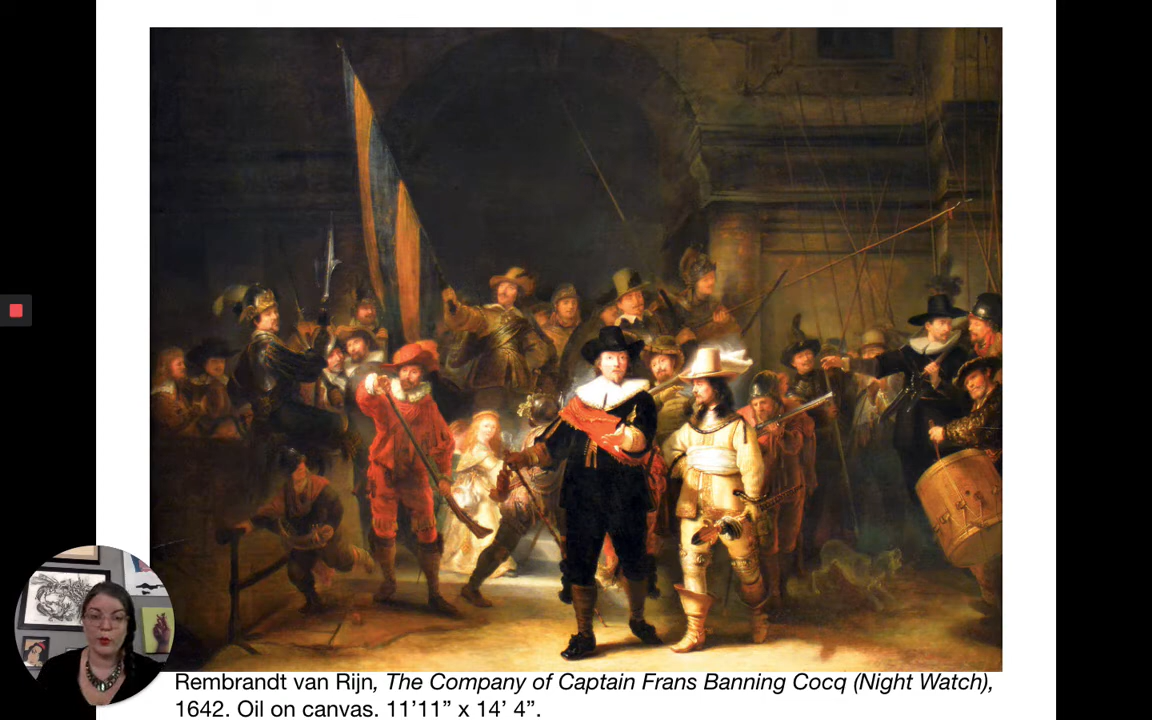 Rembrandt van Rijn, The Company of Captain Frans Banning Cocq (Night Watch),
1642. Oil on canvas. 11’11” x 14’ 4”.